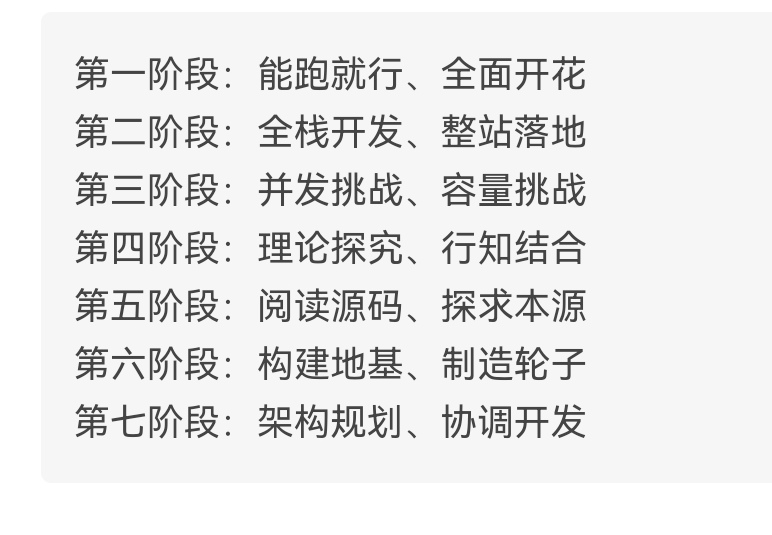 第一阶段：能跑就行、全面开花
第二阶段：全栈开发、整站落地
第三阶段：并发挑战、容量挑战
第四阶段：理论探究、行知结合
第五阶段：阅读源码、探求本源
第六阶段：构建地基、制造轮子
第七阶段：架构规划、协调开发